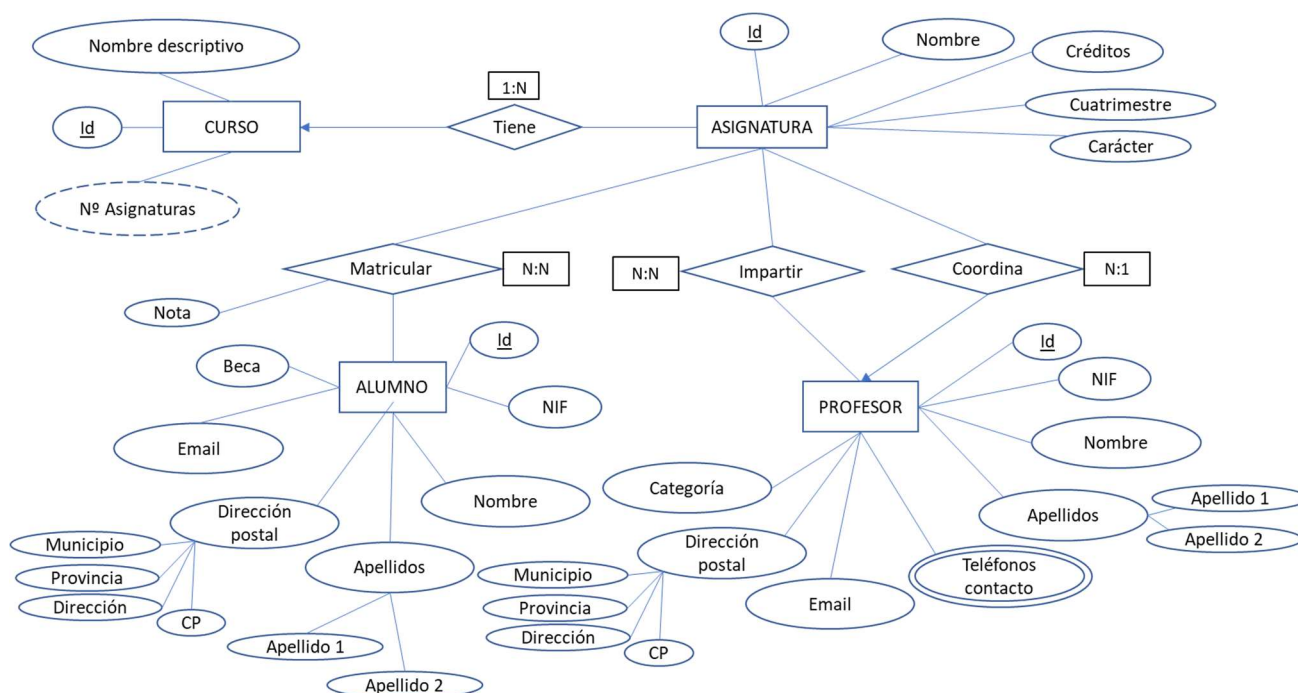 Nombre descriptivo
Id
CURSO
Nº Asignaturas
1:N
Tiene
Id
Nombre
Créditos
Cuatrimestre
Carácter
ASIGNATURA
Matricular
N:N
Nota
N:N
Impartir
Coordina
N:1
Beca
ALUMNO
Id
NIF
Email
Nombre
Dirección
postal
Municipio
Provincia
Dirección
CP
Apellidos
Apellido 1
Apellido 2
PROFESOR
Id
NIF
Nombre
Apellidos
Apellido 1
Apellido 2
Categoría
Dirección
postal
Municipio
Provincia
Dirección
CP
Email
Teléfonos
contacto